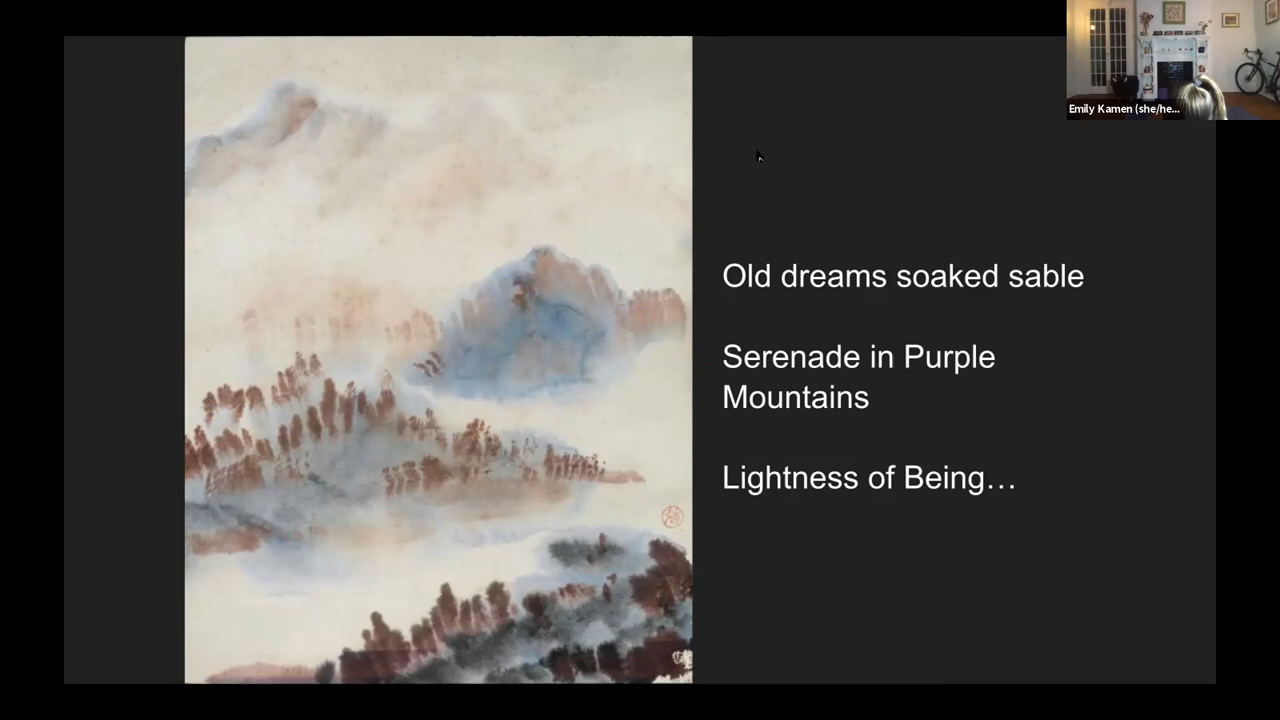 Emily Kamen (she/he...
Old dreams soaked sable
Serenade in Purple
Mountains
Lightness of Being…